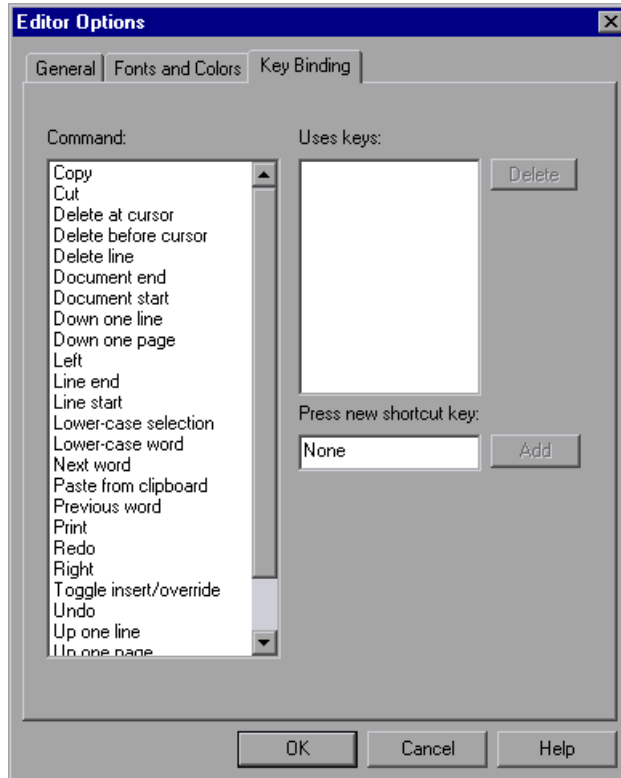 Editor Options
General
Fonts and Colors
Key Binding
Command:
Copy
Cut
Delete at cursor
Delete before cursor
Delete line
Document end
Document start
Down one line
Down one page
Left
Line end
Line start
Lower-case selection
Lower-case word
Next word
Paste from clipboard
Previous word
Print
Redo
Right
Toggle insert/override
Undo
Up one line
Up one page
Uses keys:
Delete
Press new shortcut key:
None
Add
OK
Cancel
Help